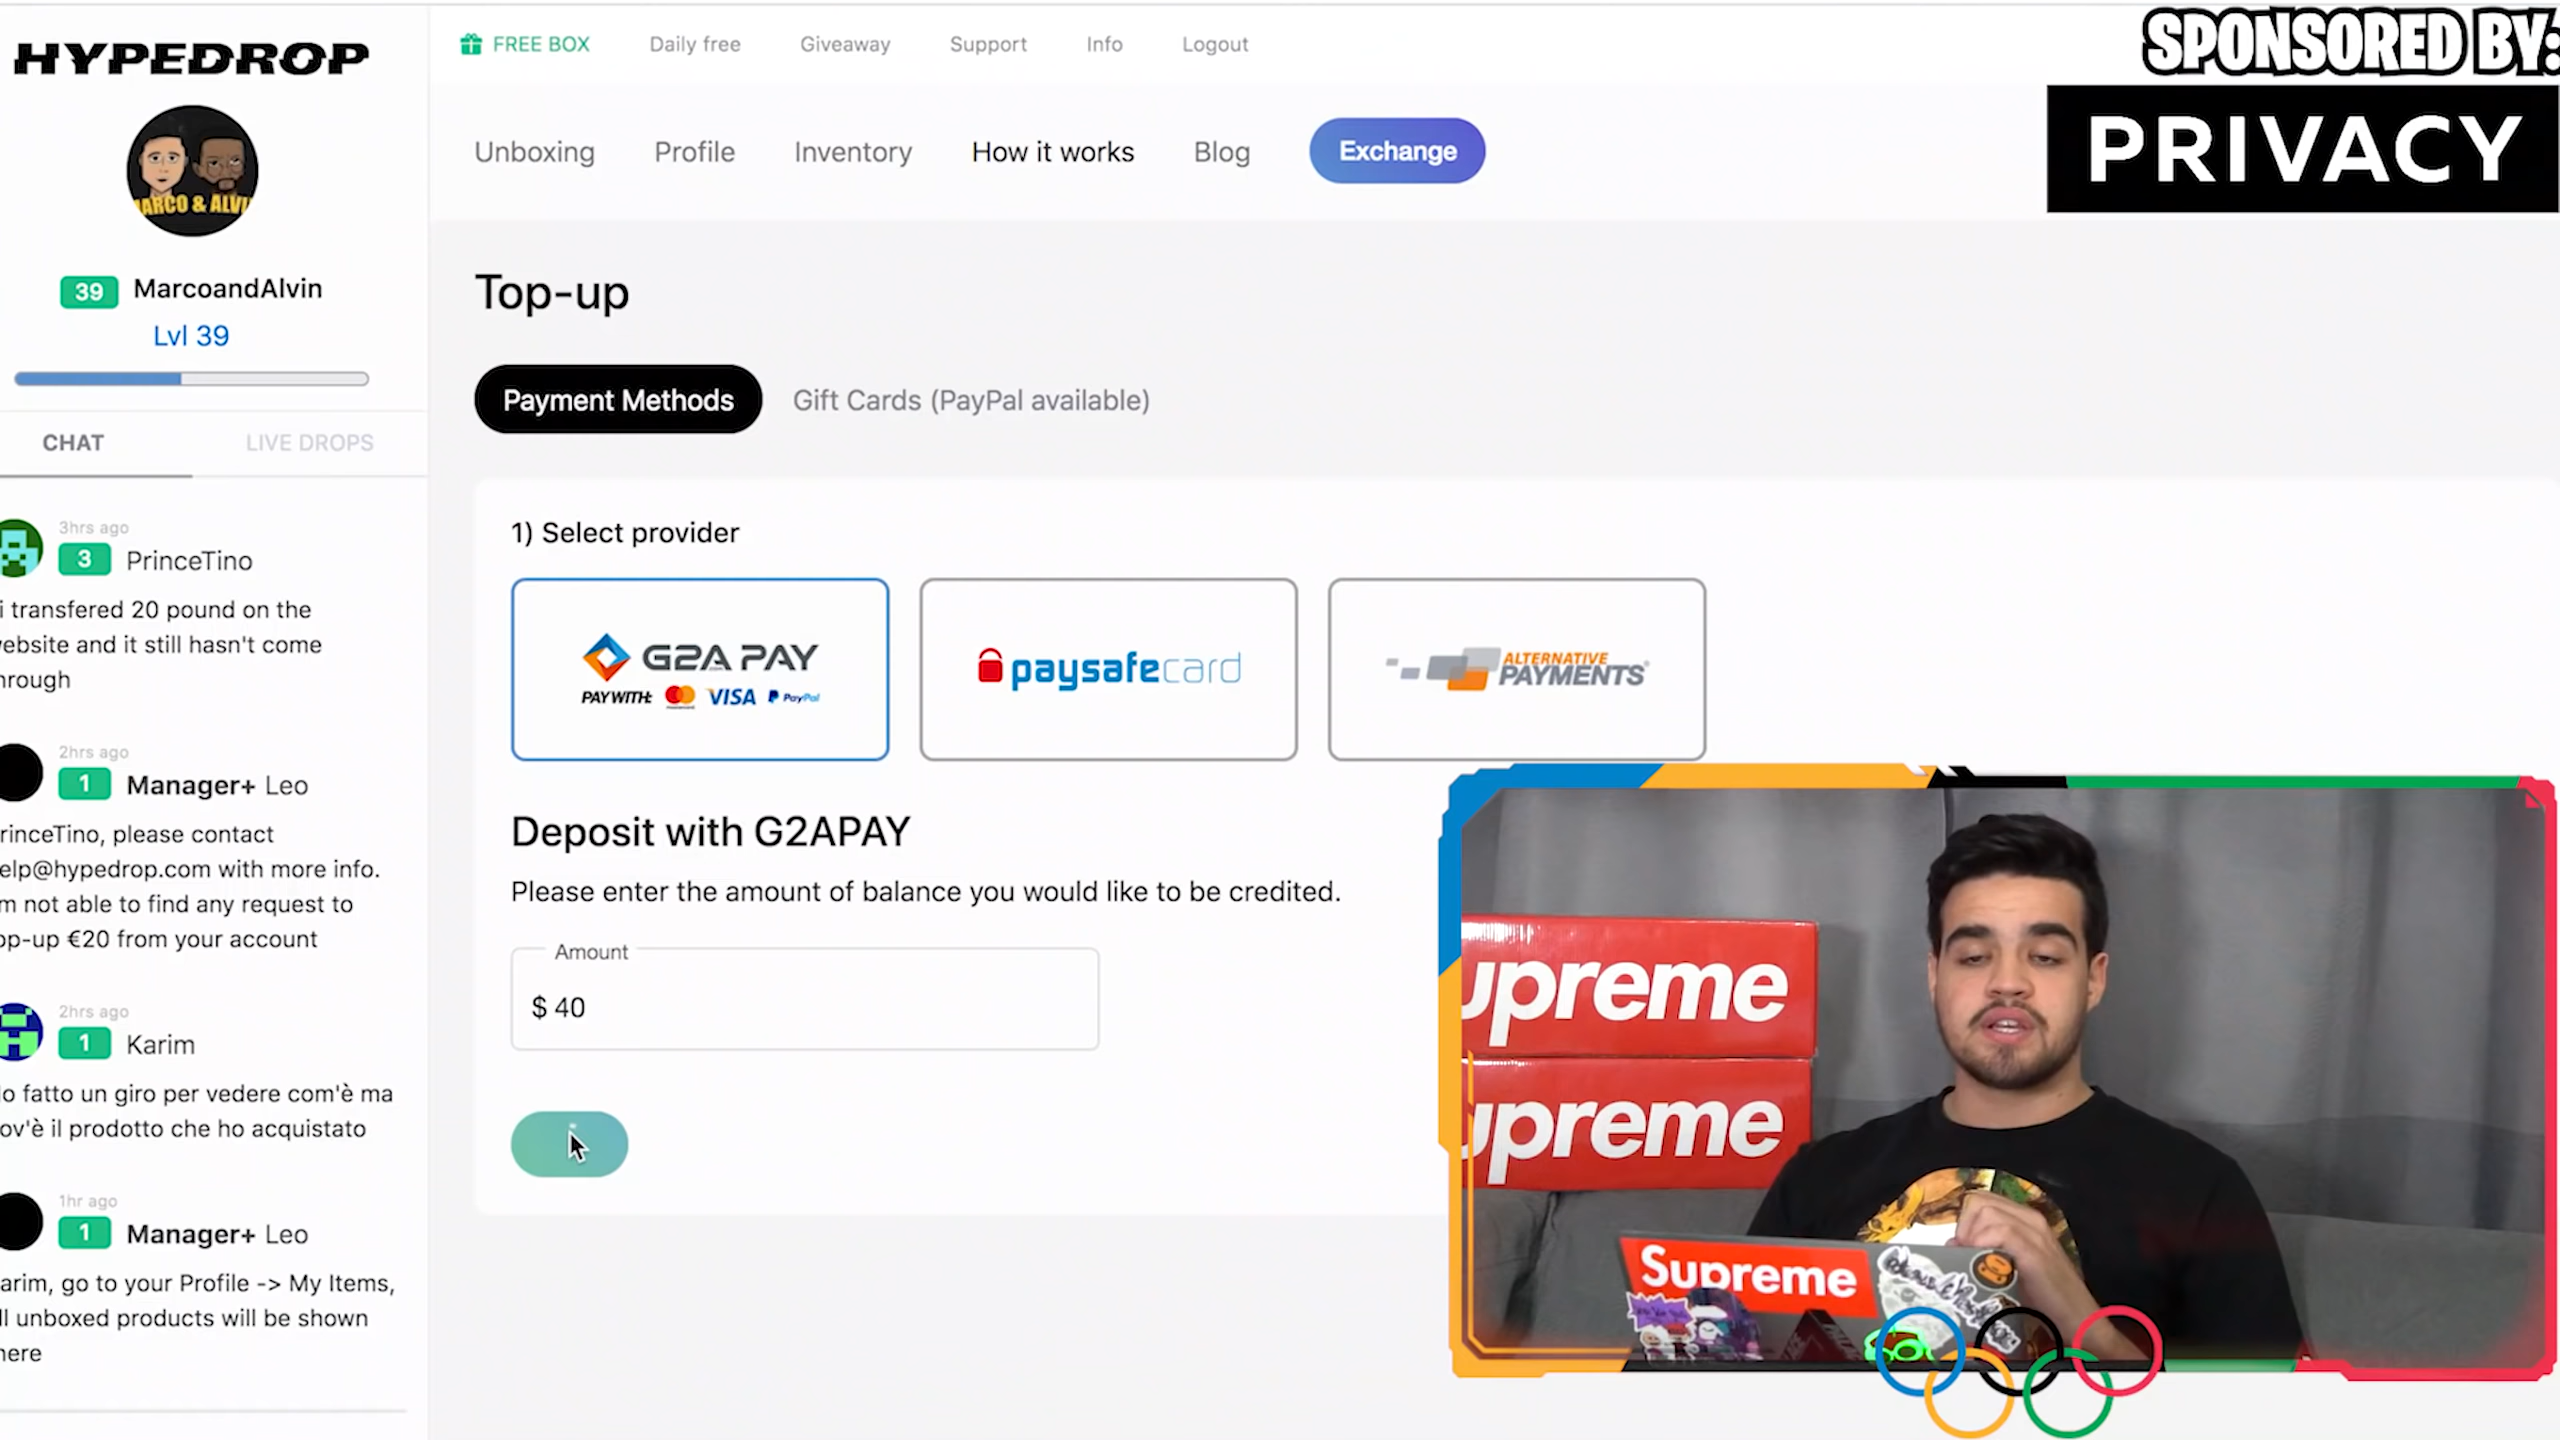 HYPEDROP
MARCO & ALVI
39 MarcoandAlvin
Lvl 39
CHAT LIVE DROPS
3hrs ago
3 PrinceTino
i transfered 20 pound on the
ebsite and it still hasn't come
hrough
2hrs ago
1 Manager+ Leo
rinceTino, please contact
elp@hypedrop.com with more info.
m not able to find any request to
op-up €20 from your account
2hrs ago
1 Karim
o fatto un giro per vedere com'è ma
ov'è il prodotto che ho acquistato
1hr ago
1 Manager+ Leo
arim, go to your Profile -> My Items,
ll unboxed products will be shown
here
FREE BOX Daily free Giveaway Support Info Logout
Unboxing Profile Inventory How it works Blog Exchange
SPONSORED BY:
PRIVACY
Top-up
Payment Methods Gift Cards (PayPal available)
1) Select provider
G2A PAY
PAY WITH: mastercard VISA PayPal
paysafecard
ALTERNATIVE
PAYMENTS
Deposit with G2APAY
Please enter the amount of balance you would like to be credited.
Amount
$ 40
upreme
upreme
Supreme